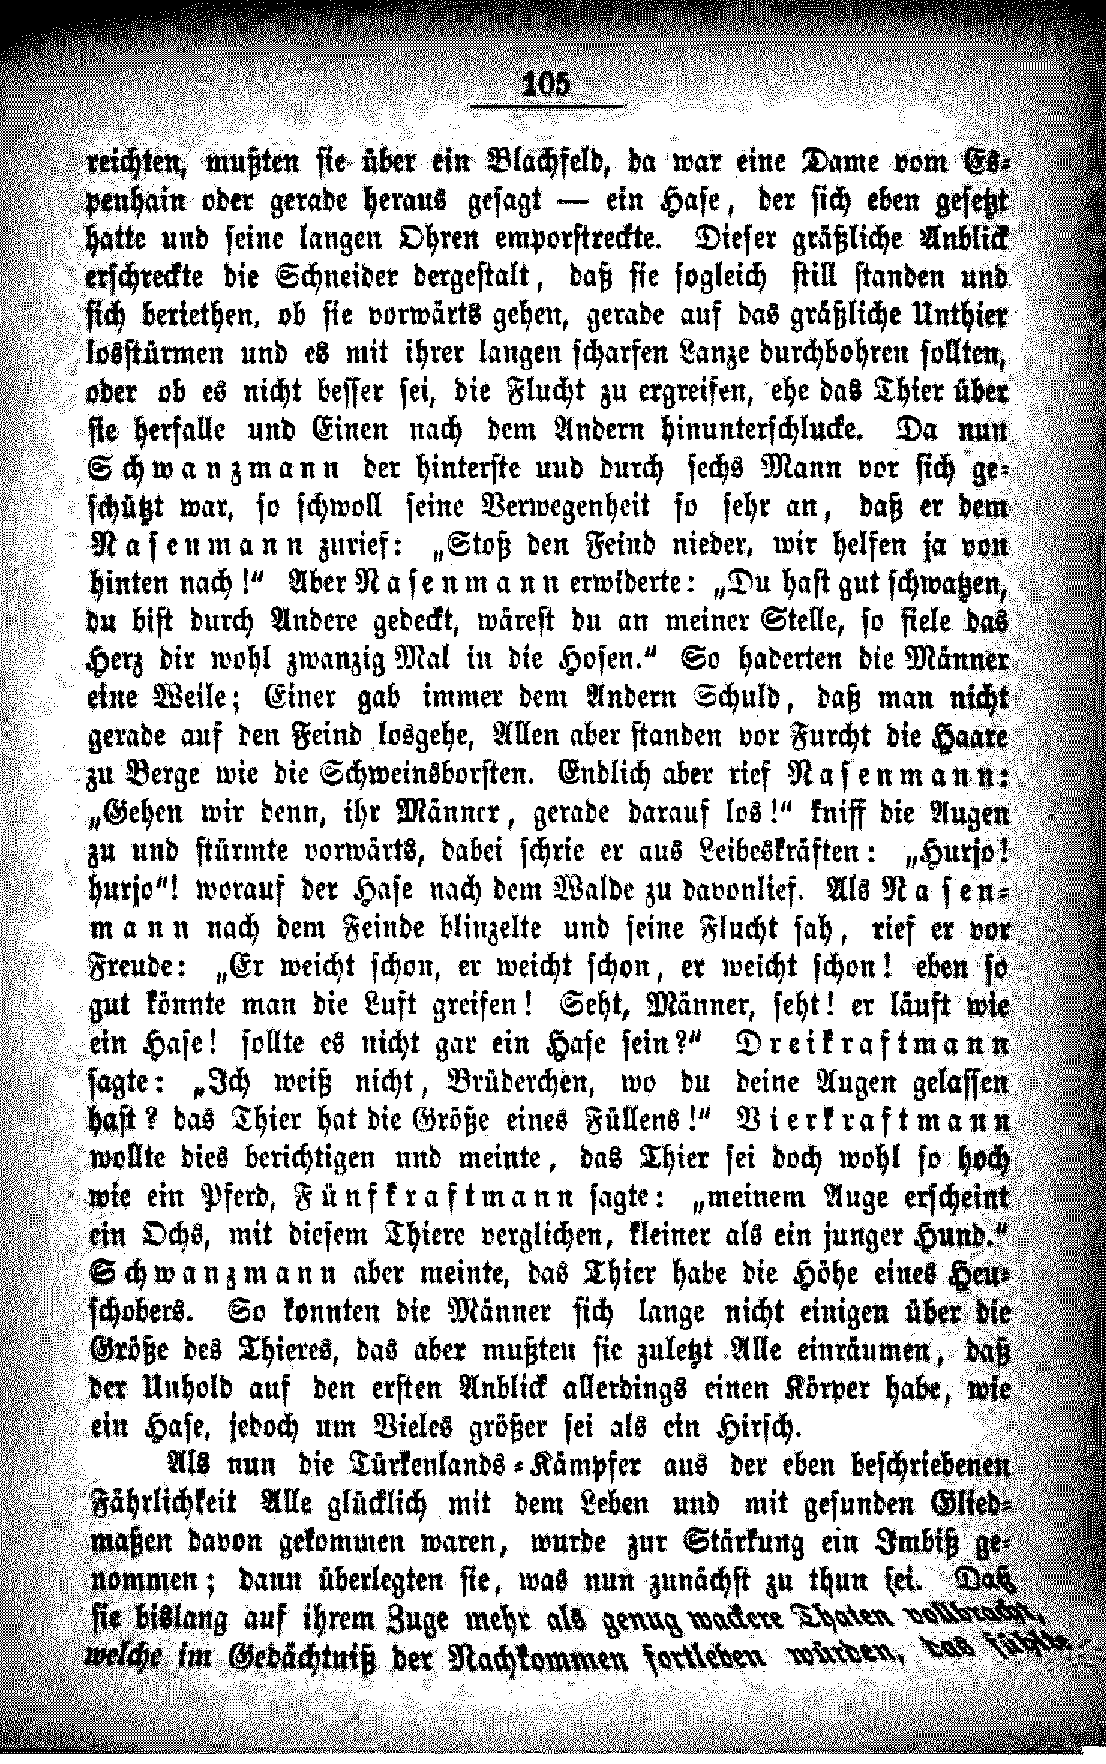 105
reichten, mußten sie über ein Blachfeld, da war eine Dame vom Es-
penhain oder gerade heraus gesagt — ein Hase, der sich eben gesetzt
hatte und seine langen Ohren emporstreckte. Dieser gräßliche Anblick
erschreckte die Schneider dergestalt, daß sie sogleich still standen und
sich beriethen, ob sie vorwärts gehen, gerade auf das gräßliche Unthier
losstürmen und es mit ihrer langen scharfen Lanze durchbohren sollten,
oder ob es nicht besser sei, die Flucht zu ergreifen, ehe das Thier über
sie herfalle und Einen nach dem Andern hinunterschlucke. Da nun
Schwanzmann der hinterste und durch sechs Mann vor sich ge-
schützt war, so schwoll seine Verwegenheit so sehr an, daß er dem
Nasenmann zurief: „Stoß den Feind nieder, wir helfen ja von
hinten nach!“ Aber Nasenmann erwiderte: „Du hast gut schwatzen,
du bist durch Andere gedeckt, wärest du an meiner Stelle, so fiele das
Herz dir wohl zwanzig Mal in die Hosen.“ So haderten die Männer
eine Weile; Einer gab immer dem Andern Schuld, daß man nicht
gerade auf den Feind losgehe, Allen aber standen vor Furcht die Haare
zu Berge wie die Schweinsborsten. Endlich aber rief Nasenmann:
„Gehen wir denn, ihr Männer, gerade darauf los!“ kniff die Augen
zu und stürmte vorwärts, dabei schrie er aus Leibeskräften: „Hurjo!
hurjo“! worauf der Hase nach dem Walde zu davonlief. Als Nasen-
mann nach dem Feinde blinzelte und seine Flucht sah, rief er vor
Freude: „Er weicht schon, er weicht schon, er weicht schon! eben so
gut könnte man die Luft greifen! Seht, Männer, seht! er läuft wie
ein Hase! sollte es nicht gar ein Hase sein?“ Dreikraftmann
sagte: „Ich weiß nicht, Brüderchen, wo du deine Augen gelassen
hast? das Thier hat die Größe eines Füllens!“ Vierkraftmann
wollte dies berichtigen und meinte, das Thier sei doch wohl so hoch
wie ein Pferd, Fünfkraftmann sagte: „meinem Auge erscheint
ein Ochs, mit diesem Thiere verglichen, kleiner als ein junger Hund.“
Schwanzmann aber meinte, das Thier habe die Höhe eines Heu-
schobers. So konnten die Männer sich lange nicht einigen über die
Größe des Thieres, das aber mußten sie zuletzt Alle einräumen, daß
der Unhold auf den ersten Anblick allerdings einen Körper habe, wie
ein Hase, jedoch um Vieles größer sei als ein Hirsch.
Als nun die Türkenlands-Kämpfer aus der eben beschriebenen
Fährlichkeit Alle glücklich mit dem Leben und mit gesunden Glied-
maßen davon gekommen waren, wurde zur Stärkung ein Imbiß ge-
nommen; dann überlegten sie, was nun zunächst zu thun sei. Daß
sie bislang auf ihrem Zuge mehr als genug wackere Thaten vollbracht,
welche im Gedächtniß der Nachkommen fortleben würden, das fühlte